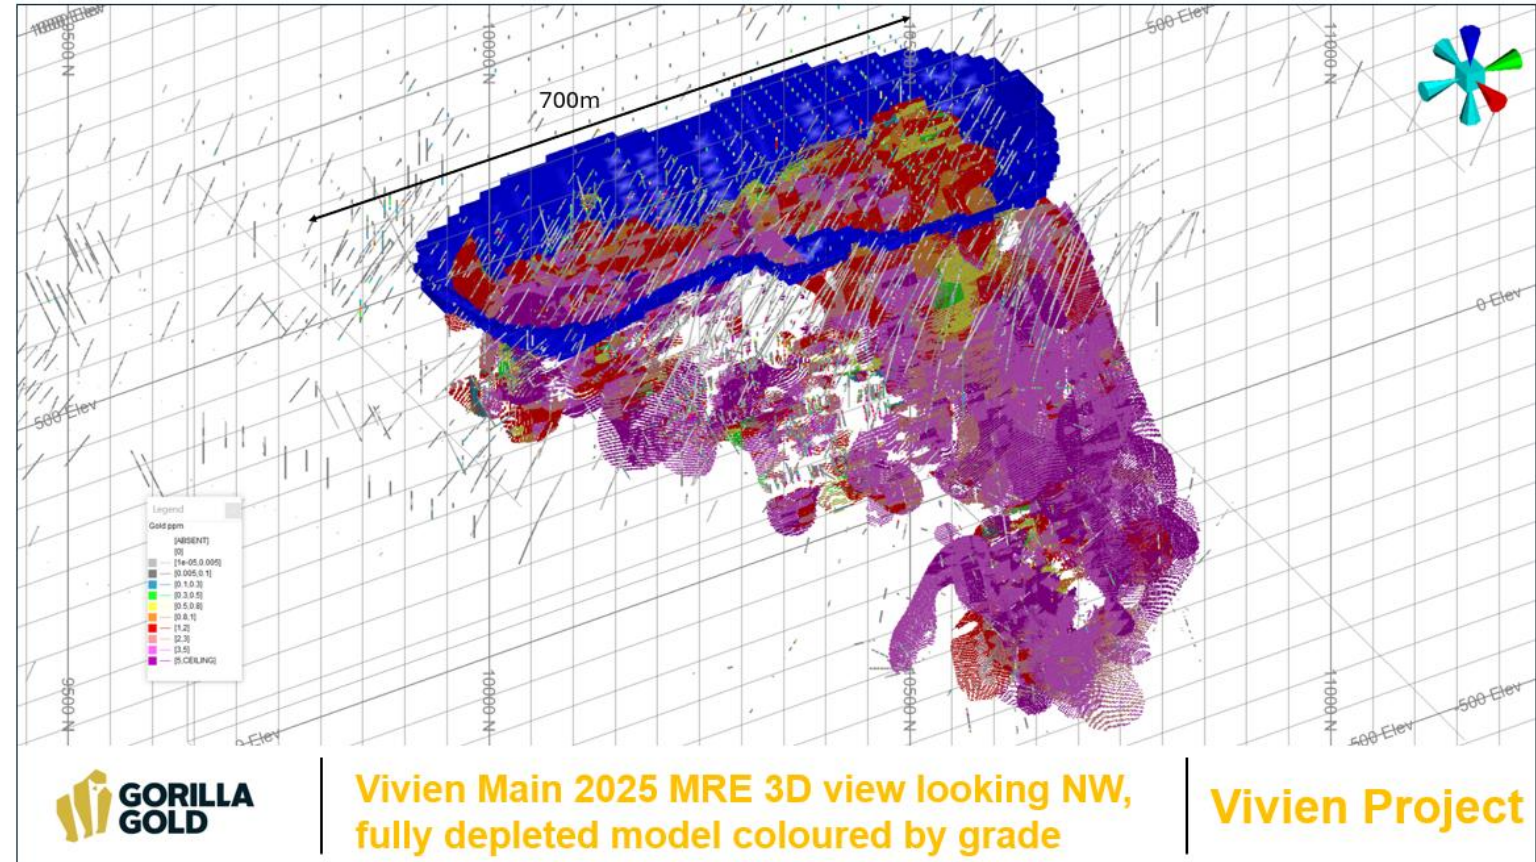 500 Elev
9500 N
10000 N
10500 N
11000 N
700m
0 Elev
500 Elev
Legend
Gold ppm
[ABSENT]
[0]
[1e-05,0.005]
[0.005,0.1]
[0.1,0.3]
[0.3,0.5]
[0.5,0.8]
[0.8,1]
[1,2]
[2,3]
[3,5]
[5,CEILING]
9500 N
10000 N
10500 N
11000 N
0 Elev
-500 Elev
-500 Elev
GORILLA
GOLD
Vivien Main 2025 MRE 3D view looking NW,
fully depleted model coloured by grade
Vivien Project